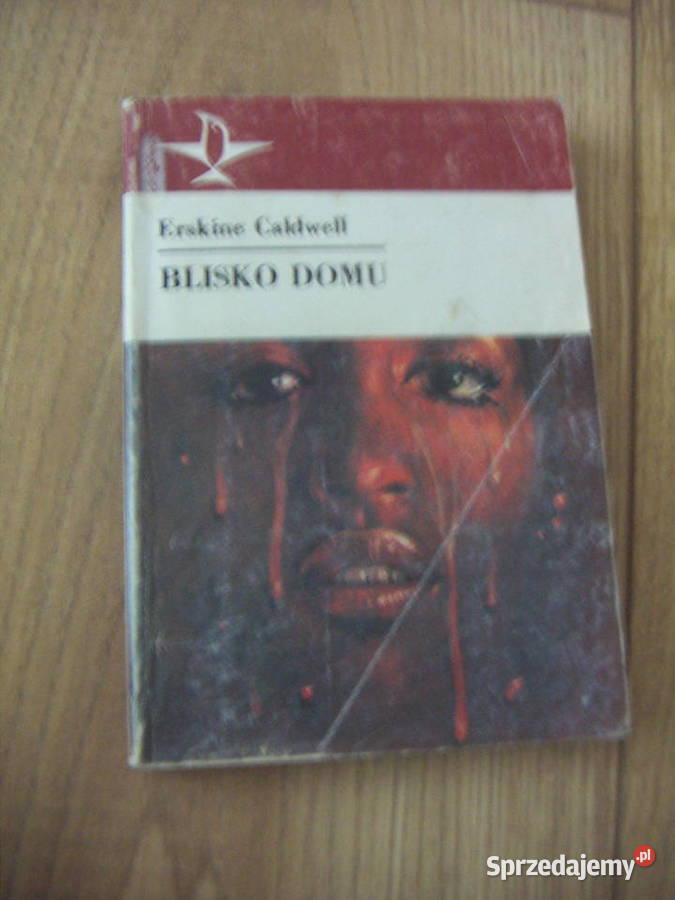 Erskine Caldwell
BLISKO DOMU
Sprzedajemy.pl